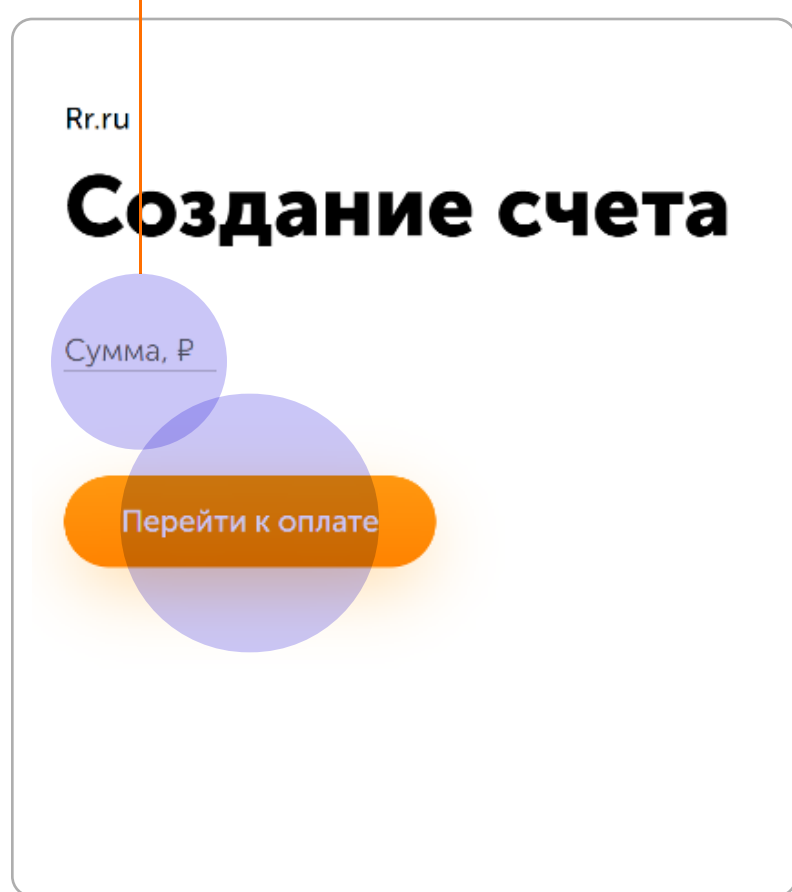 Rr.ru
Создание счета
Сумма, ₽
Перейти к оплате